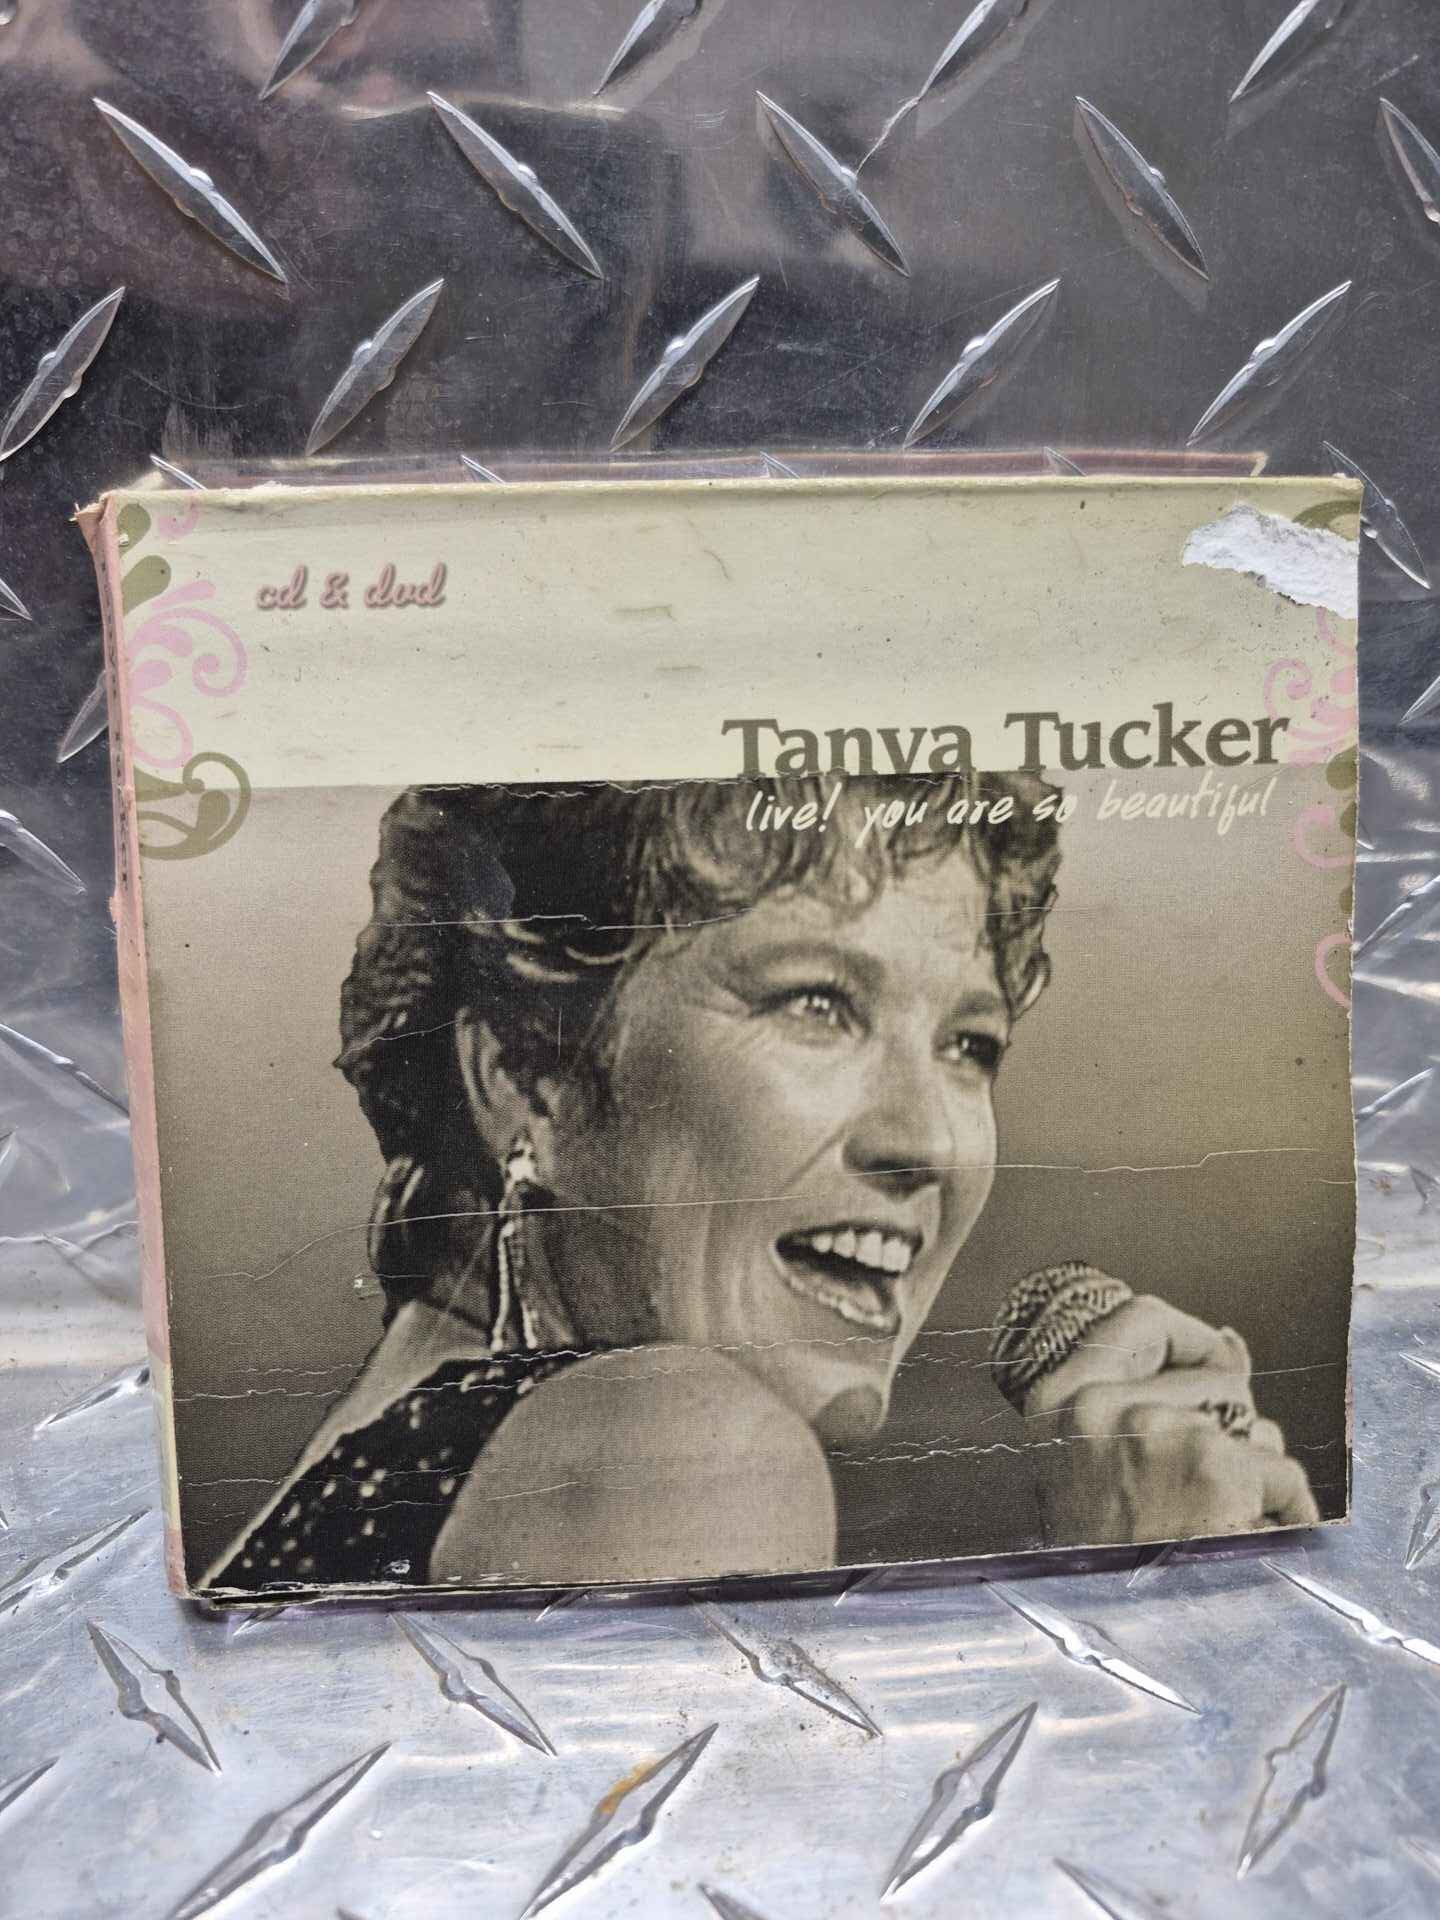 cd & dvd
Tanya Tucker
live! you are so beautiful